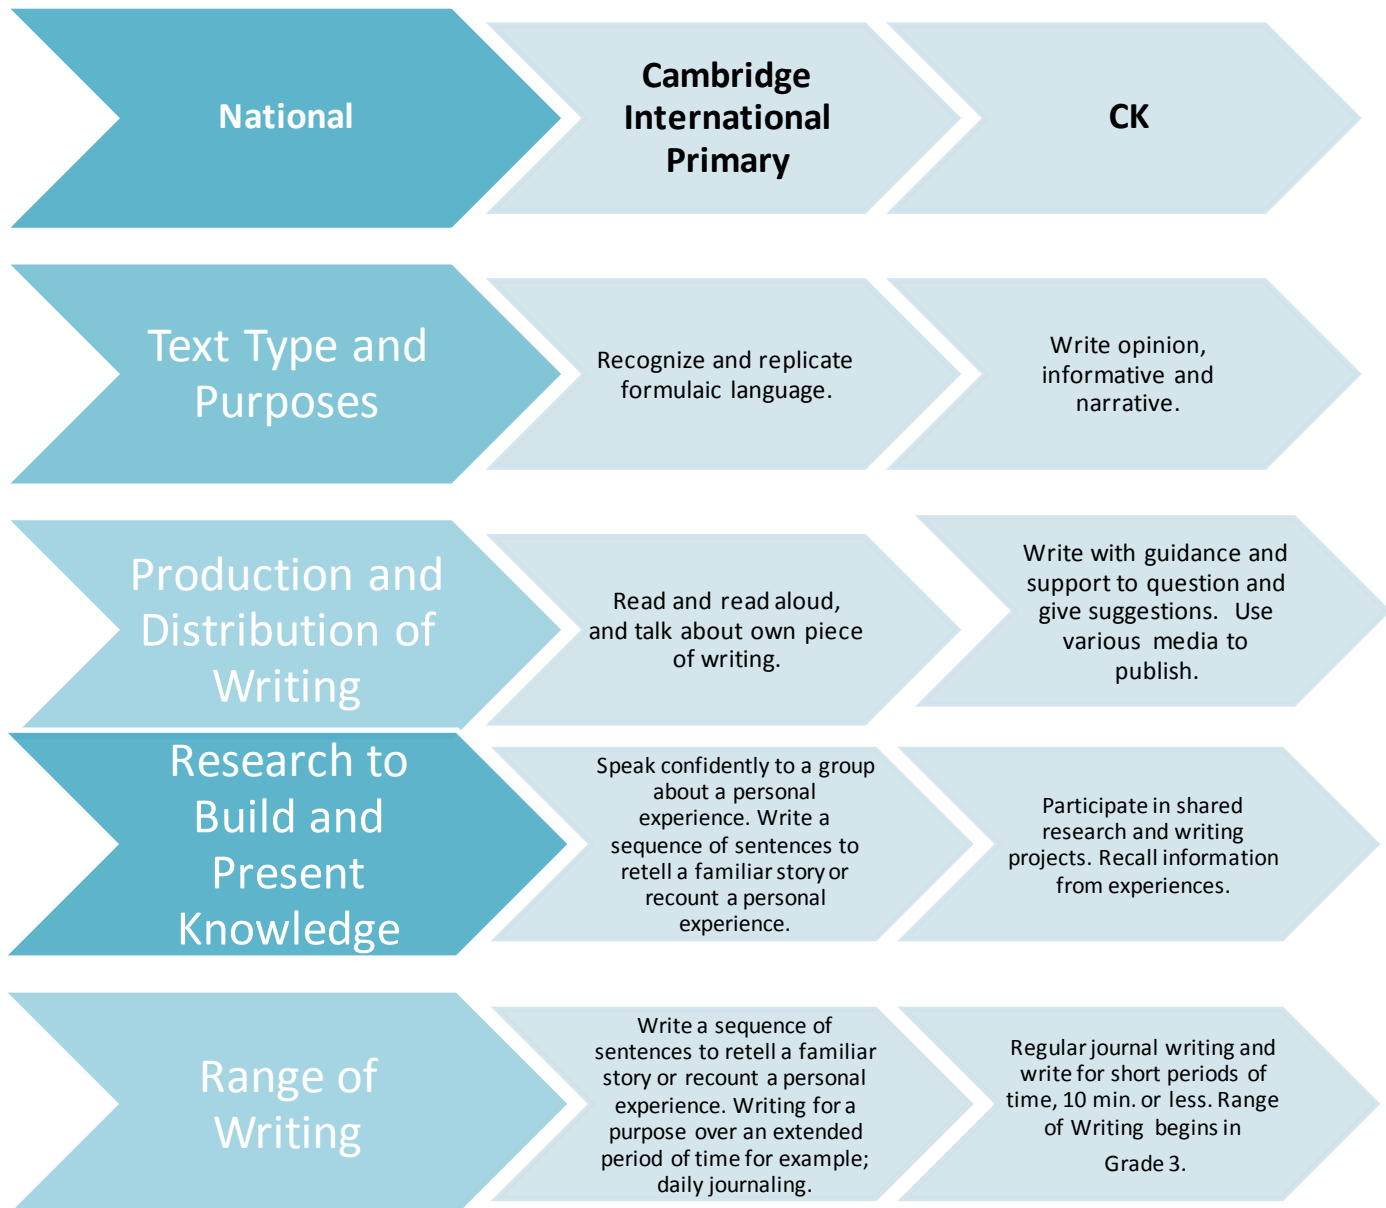 National
Cambridge
International
Primary
CK
Text Type and
Purposes
Recognize and replicate
formulaic language.
Write opinion,
informative and
narrative.
Production and
Distribution of
Writing
Read and read aloud,
and talk about own piece
of writing.
Write with guidance and
support to question and
give suggestions.  Use
various media to
publish.
Research to
Build and
Present
Knowledge
Speak confidently to a group
about a personal
experience. Write a
sequence of sentences to
retell a familiar story or
recount a personal
experience.
Participate in shared
research and writing
projects. Recall information
from experiences.
Range of
Writing
Write a sequence of
sentences to retell a familiar
story or recount a personal
experience. Writing for a
purpose over an extended
period of time for example;
daily journaling.
Regular journal writing and
write for short periods of
time, 10 min. or less. Range
of Writing begins in
Grade 3.